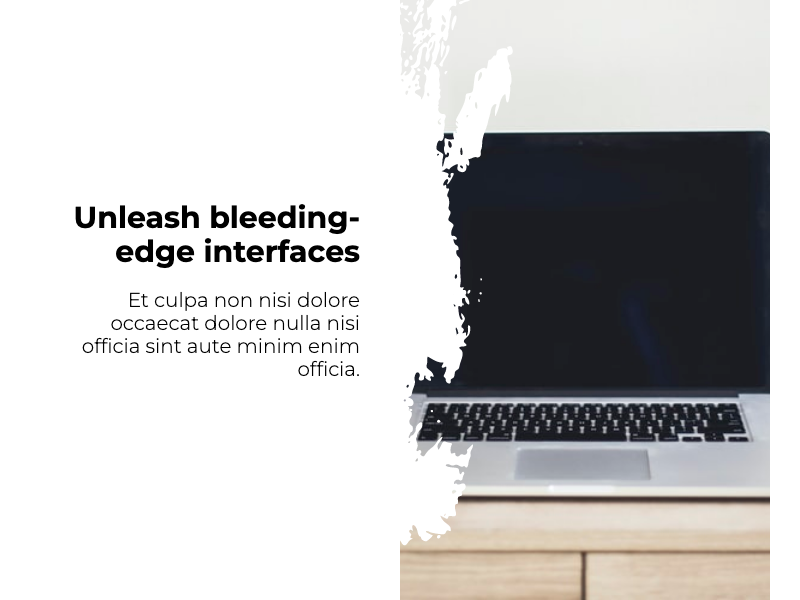 Unleash bleeding-
edge interfaces
Et culpa non nisi dolore
occaecat dolore nulla nisi
officia sint aute minim enim
officia.